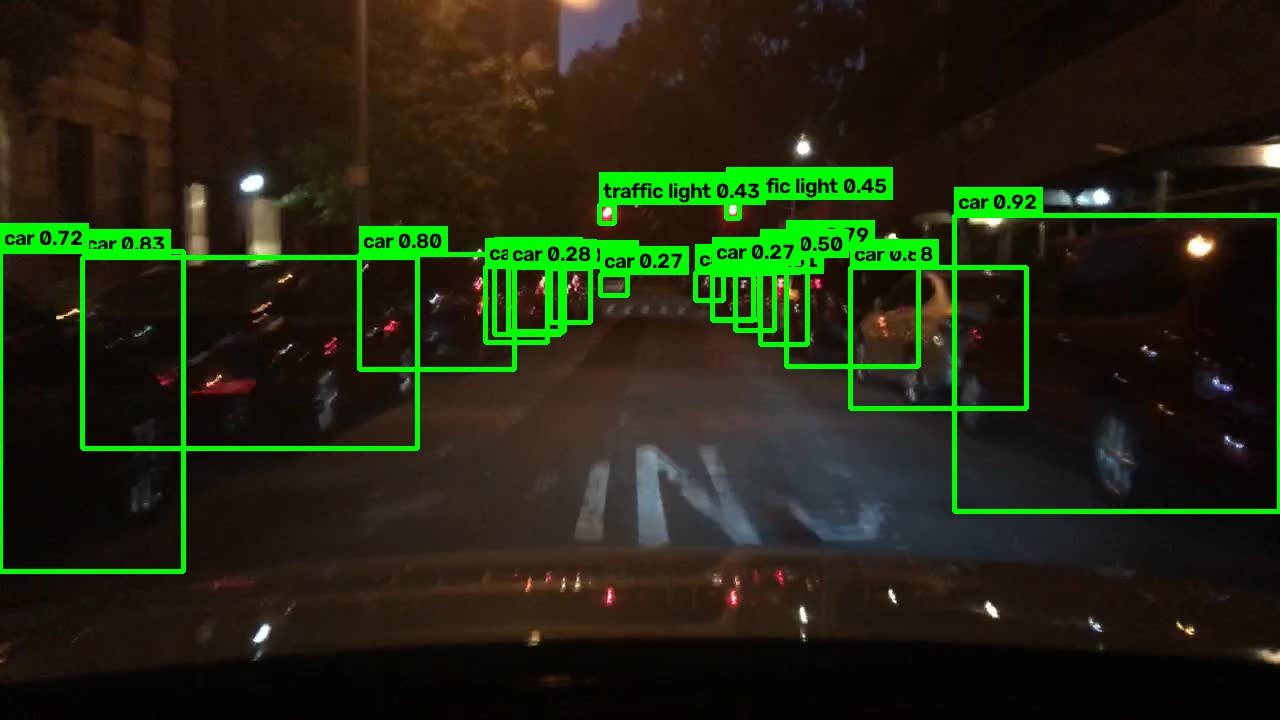 traffic light 0.43
fic light 0.45
car 0.92
car 0.72
car 0.83
car 0.80
car 0.28
car 0.27
car 0.27
0.50
.79